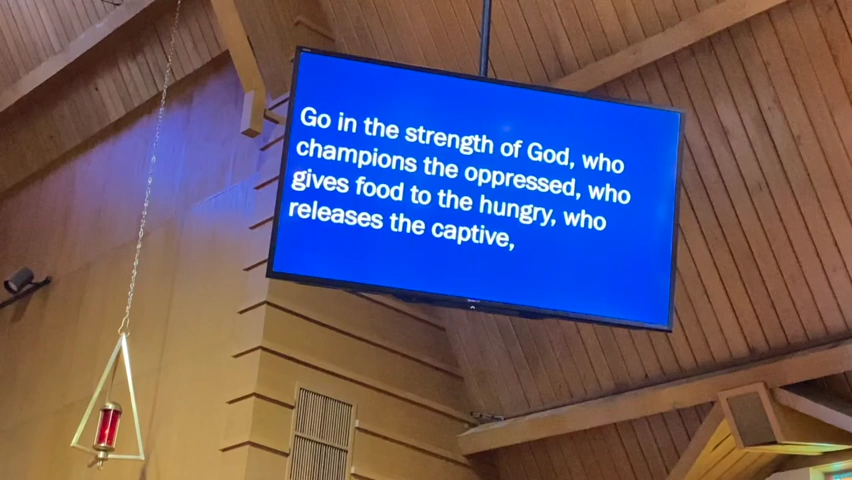 Go in the strength of God, who
champions the oppressed, who
gives food to the hungry, who
releases the captive,